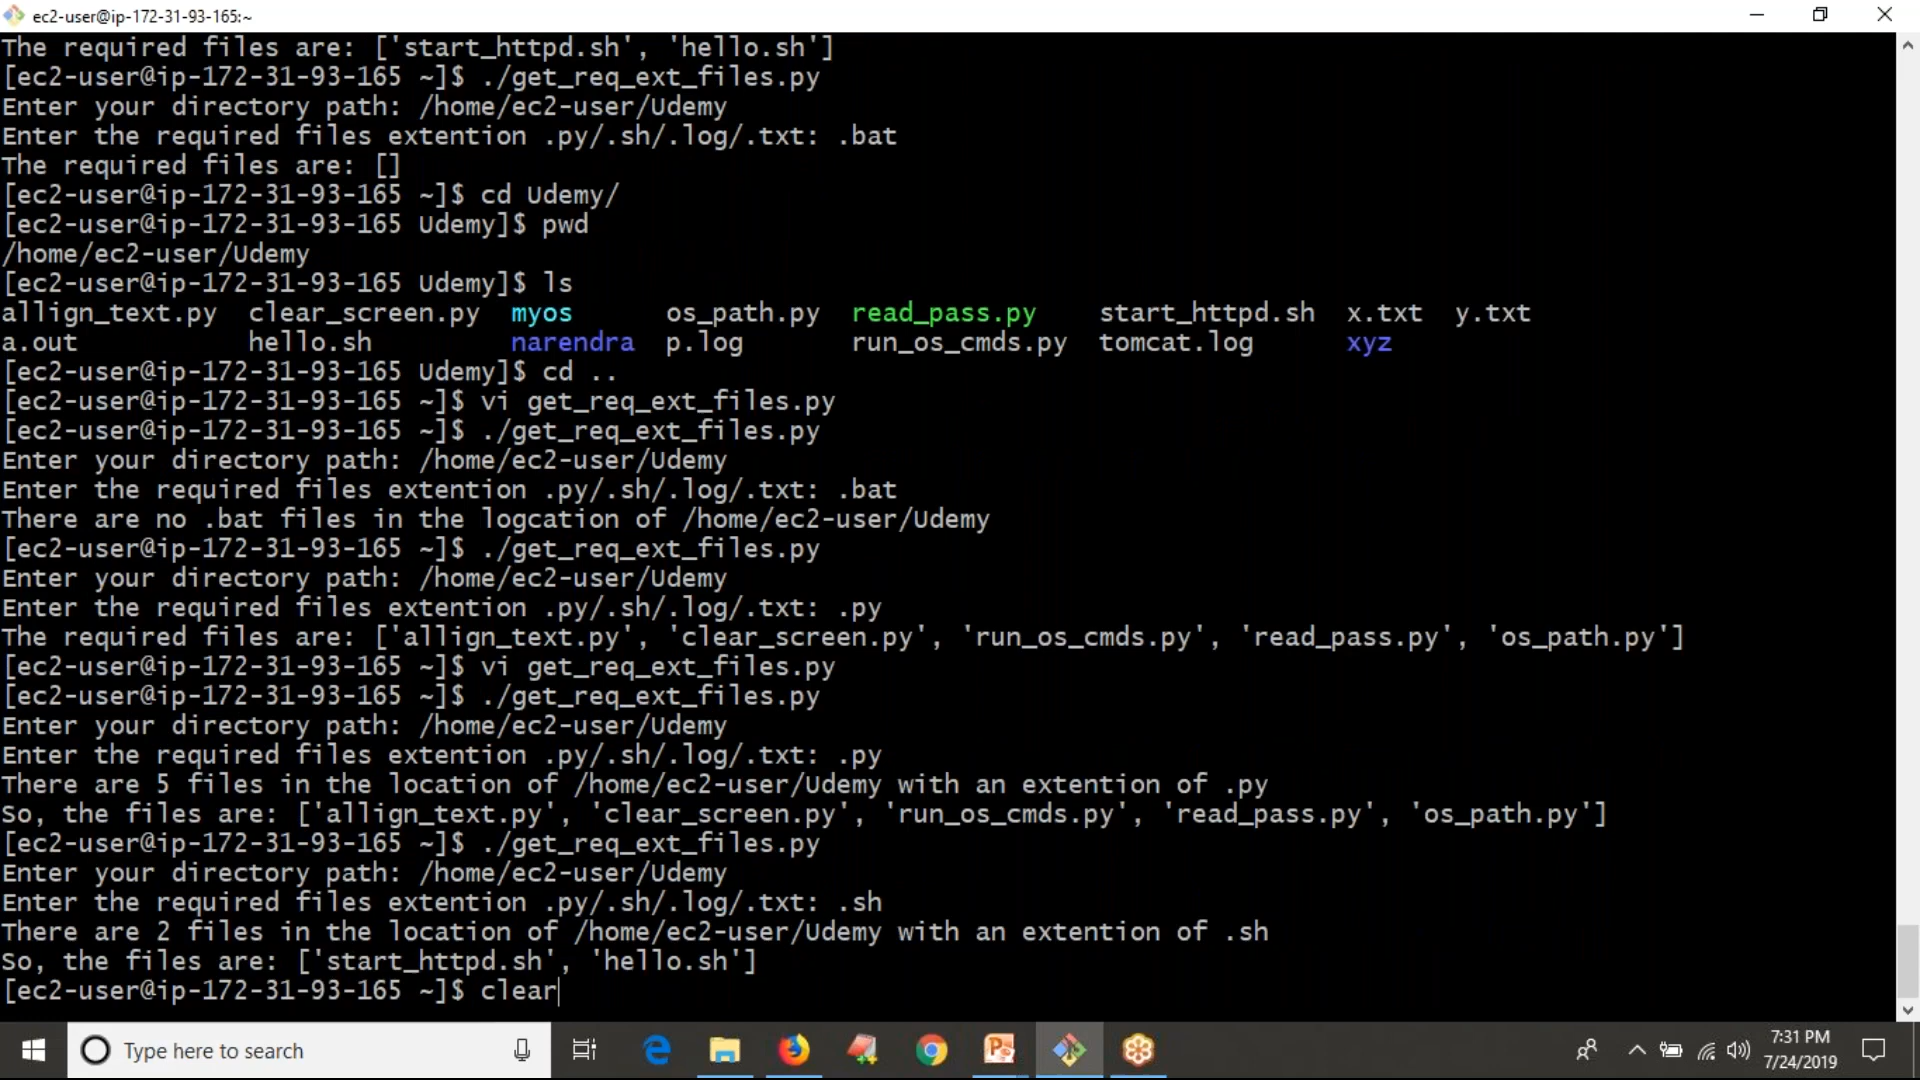 ec2-user@ip-172-31-93-165:~
The required files are: ['start_httpd.sh', 'hello.sh']
[ec2-user@ip-172-31-93-165 ~]$ ./get_req_ext_files.py
Enter your directory path: /home/ec2-user/Udemy
Enter the required files extention .py/.sh/.log/.txt: .bat
The required files are: []
[ec2-user@ip-172-31-93-165 ~]$ cd Udemy/
[ec2-user@ip-172-31-93-165 Udemy]$ pwd
/home/ec2-user/Udemy
[ec2-user@ip-172-31-93-165 Udemy]$ ls
allign_text.py  clear_screen.py  myos      os_path.py  read_pass.py    start_httpd.sh  x.txt  y.txt
a.out           hello.sh         narendra  p.log       run_os_cmds.py  tomcat.log      xyz
[ec2-user@ip-172-31-93-165 Udemy]$ cd ..
[ec2-user@ip-172-31-93-165 ~]$ vi get_req_ext_files.py
[ec2-user@ip-172-31-93-165 ~]$ ./get_req_ext_files.py
Enter your directory path: /home/ec2-user/Udemy
Enter the required files extention .py/.sh/.log/.txt: .bat
There are no .bat files in the logcation of /home/ec2-user/Udemy
[ec2-user@ip-172-31-93-165 ~]$ ./get_req_ext_files.py
Enter your directory path: /home/ec2-user/Udemy
Enter the required files extention .py/.sh/.log/.txt: .py
The required files are: ['allign_text.py', 'clear_screen.py', 'run_os_cmds.py', 'read_pass.py', 'os_path.py']
[ec2-user@ip-172-31-93-165 ~]$ vi get_req_ext_files.py
[ec2-user@ip-172-31-93-165 ~]$ ./get_req_ext_files.py
Enter your directory path: /home/ec2-user/Udemy
Enter the required files extention .py/.sh/.log/.txt: .py
There are 5 files in the location of /home/ec2-user/Udemy with an extention of .py
So, the files are: ['allign_text.py', 'clear_screen.py', 'run_os_cmds.py', 'read_pass.py', 'os_path.py']
[ec2-user@ip-172-31-93-165 ~]$ ./get_req_ext_files.py
Enter your directory path: /home/ec2-user/Udemy
Enter the required files extention .py/.sh/.log/.txt: .sh
There are 2 files in the location of /home/ec2-user/Udemy with an extention of .sh
So, the files are: ['start_httpd.sh', 'hello.sh']
[ec2-user@ip-172-31-93-165 ~]$ clear
Type here to search
7:31 PM
7/24/2019